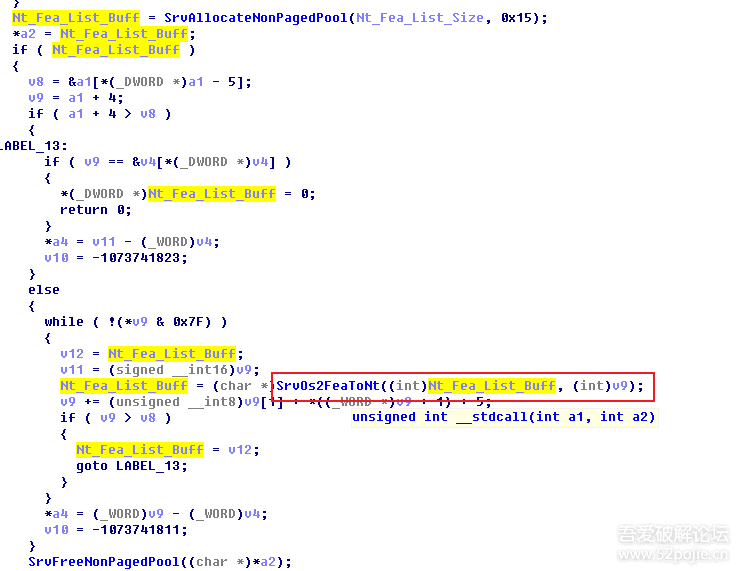 }
Nt_Fea_List_Buff = SrvAllocateNonPagedPool(Nt_Fea_List_Size, 0x15);
*a2 = Nt_Fea_List_Buff;
if ( Nt_Fea_List_Buff )
{
v8 = &a1[*(_DWORD *)a1 - 5];
v9 = a1 + 4;
if ( a1 + 4 > v8 )
{
LABEL_13:
if ( v9 == &v4[*(_DWORD *)v4] )
{
*(_DWORD *)Nt_Fea_List_Buff = 0;
return 0;
}
*a4 = v11 - (_WORD)v4;
v10 = -1073741823;
}
else
{
while ( !(*v9 & 0x7F) )
{
v12 = Nt_Fea_List_Buff;
v11 = (signed __int16)v9;
Nt_Fea_List_Buff = (char *)SrvOs2FeaToNt((int)Nt_Fea_List_Buff, (int)v9);
v9 += (unsigned __int8)v9[1] + *((_WORD *)v9 + 1) + 5;
if ( v9 > v8 )
unsigned int __stdcall(int a1, int a2)
{
Nt_Fea_List_Buff = v12;
goto LABEL_13;
}
}
*a4 = (_WORD)v9 - (_WORD)v4;
v10 = -1073741811;
}
SrvFreeNonPagedPool((char *)*a2);
吾爱破解论坛
www.52pojie.cn